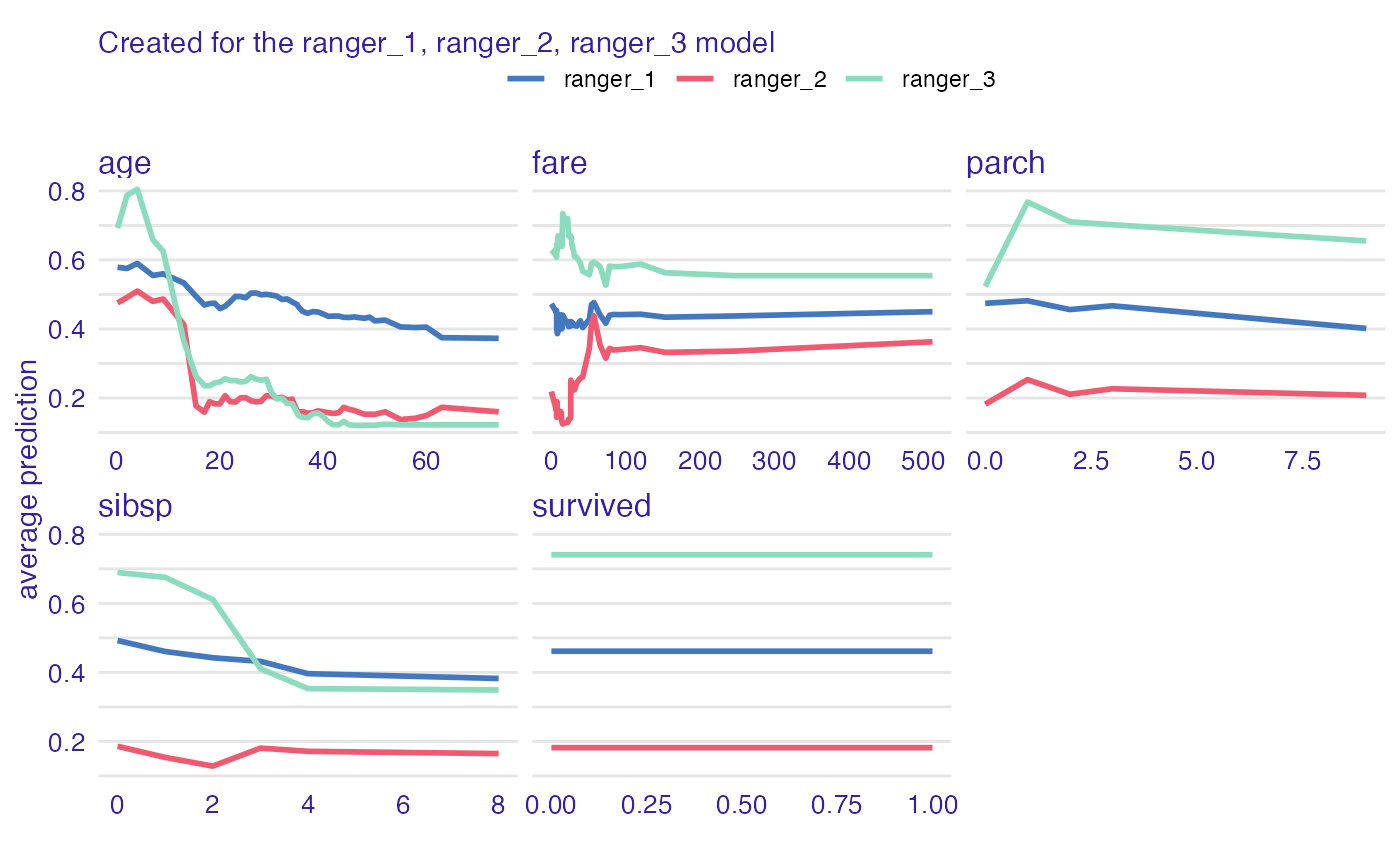 Created for the ranger_1, ranger_2, ranger_3 model
ranger_1 ranger_2 ranger_3
average prediction
age fare parch
0.8
0.6
0.4
0.2
0 20 40 60 0 100 200 300 400 500 0.0 2.5 5.0 7.5
sibsp survived
0.8
0.6
0.4
0.2
0 2 4 6 8 0.00 0.25 0.50 0.75 1.00